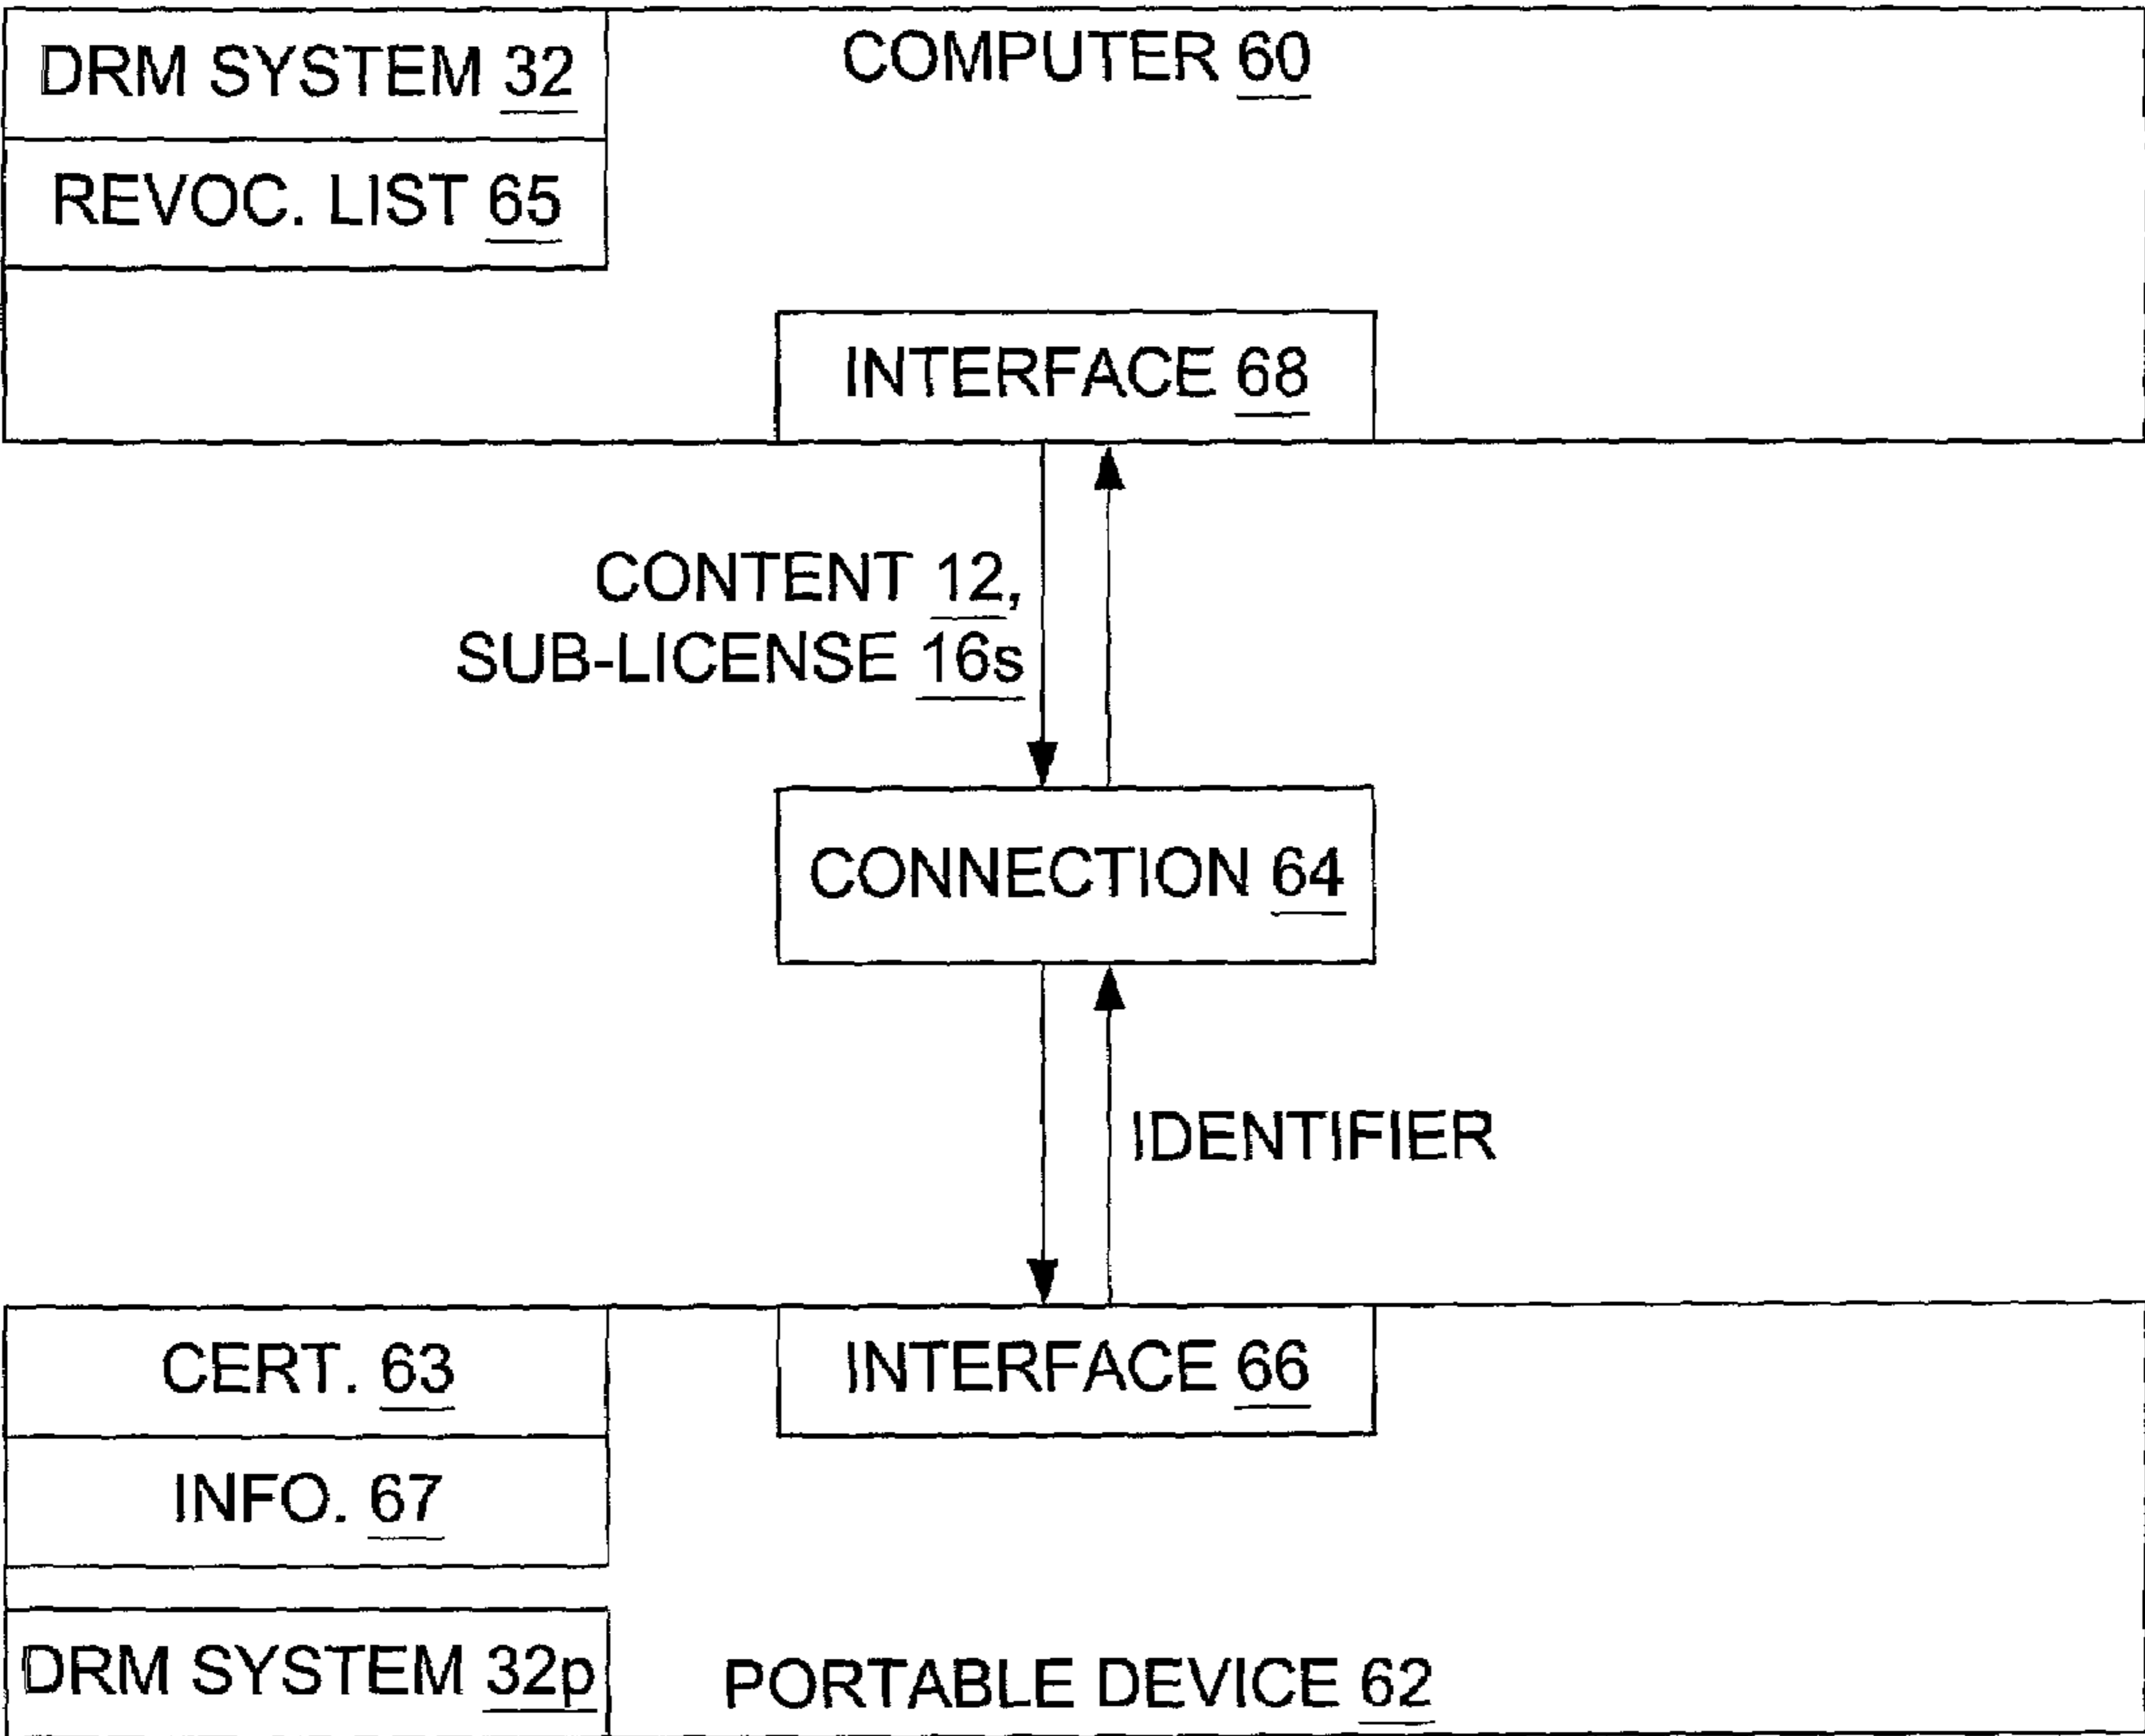 DRM SYSTEM 32
COMPUTER 60
REVOC. LIST 65
INTERFACE 68
CONTENT 12,
SUB-LICENSE 16s
CONNECTION 64
IDENTIFIER
CERT. 63
INTERFACE 66
INFO. 67
DRM SYSTEM 32p
PORTABLE DEVICE 62